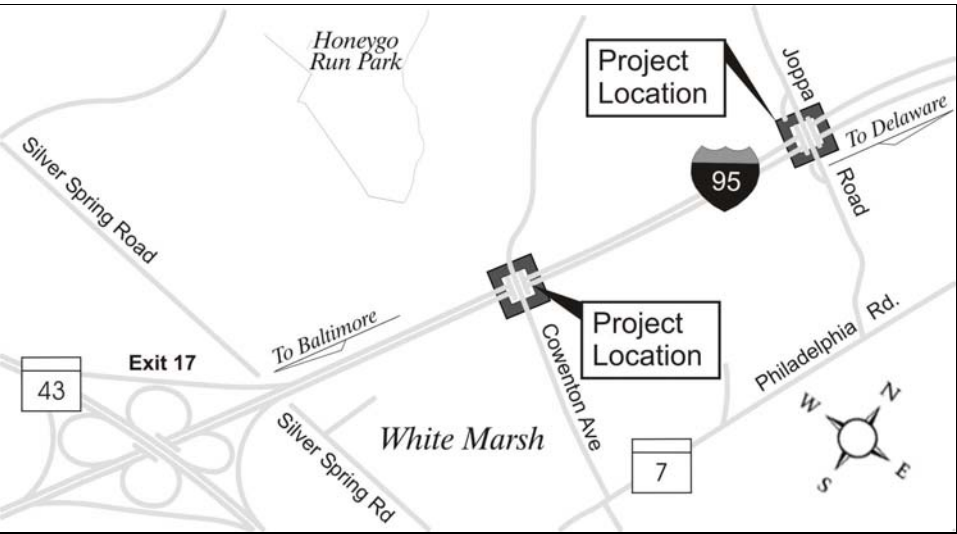 Honeygo
Run Park
Project
Location
Joppa
Road
To Delaware
95
Silver Spring Road
To Baltimore
Project
Location
Exit 17
43
Cowenton Ave
Philadelphia Rd.
Silver Spring Rd
White Marsh
7
N
W
E
S